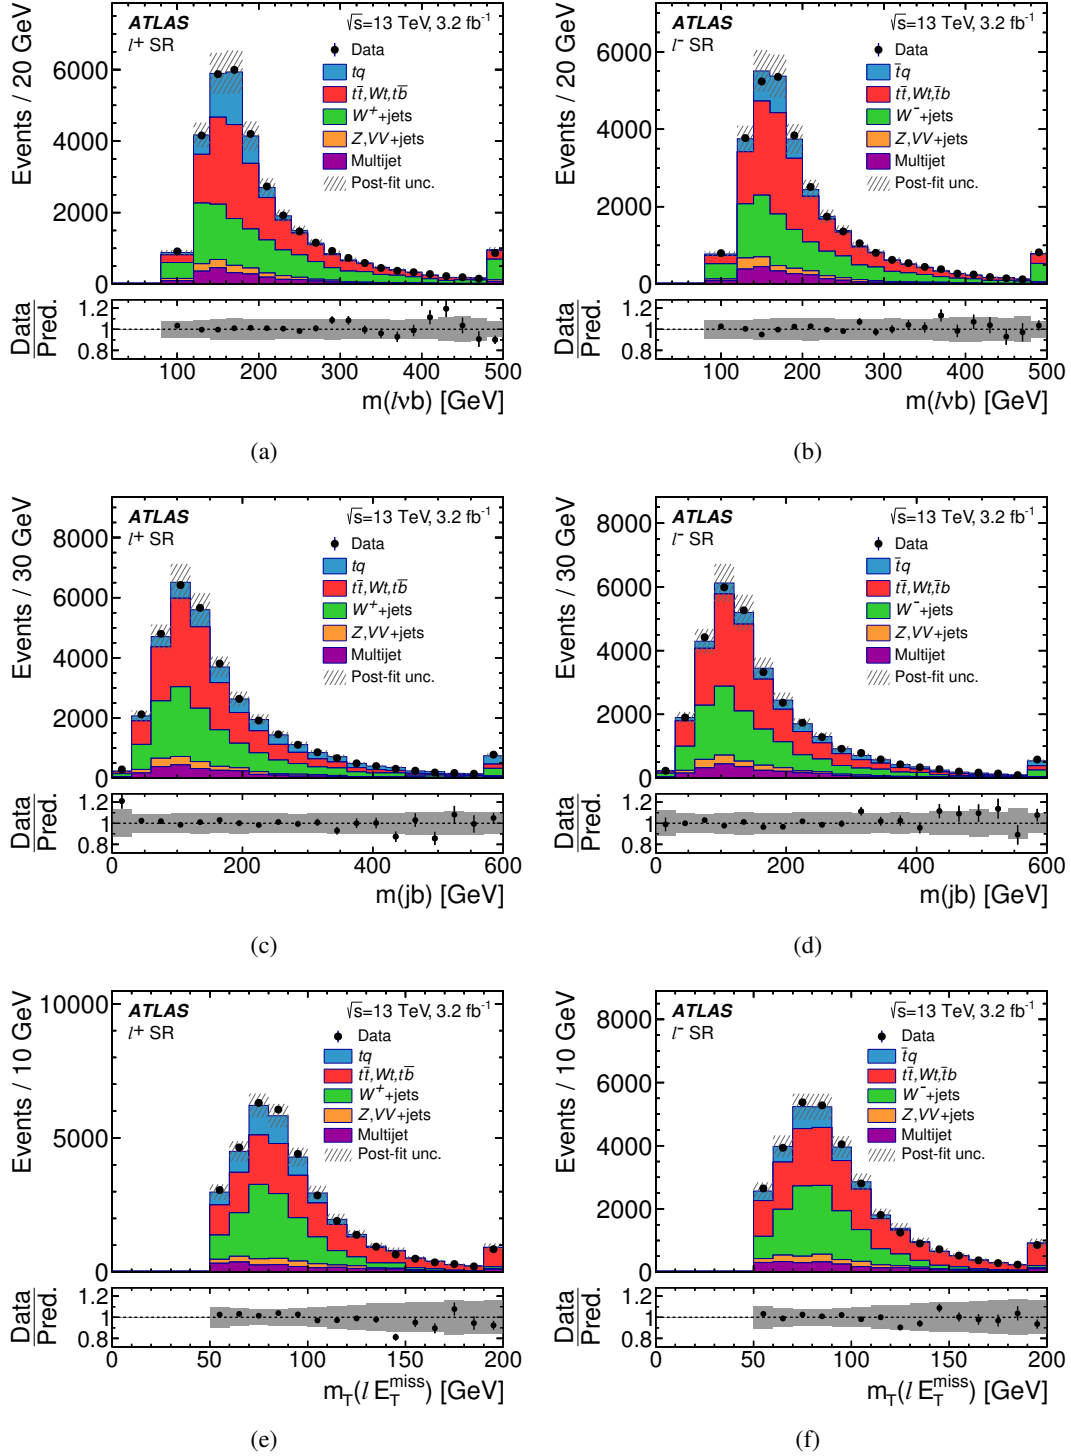 ATLAS
l⁺ SR
√s=13 TeV, 3.2 fb⁻¹
Data
tq
tt̄,Wt,tb̄
W⁺+jets
Z,VV+jets
Multijet
Post-fit unc.
Events / 20 GeV
6000
4000
2000
0
Data
Pred.
1.2
1
0.8
100 200 300 400 500
m(lνb) [GeV]
(a)
ATLAS
l⁻ SR
√s=13 TeV, 3.2 fb⁻¹
Data
t̄q
tt̄,Wt,t̄b
W⁻+jets
Z,VV+jets
Multijet
Post-fit unc.
Events / 20 GeV
6000
4000
2000
0
Data
Pred.
1.2
1
0.8
100 200 300 400 500
m(lνb) [GeV]
(b)
ATLAS
l⁺ SR
√s=13 TeV, 3.2 fb⁻¹
Data
tq
tt̄,Wt,tb̄
W⁺+jets
Z,VV+jets
Multijet
Post-fit unc.
Events / 30 GeV
8000
6000
4000
2000
0
Data
Pred.
1.2
1
0.8
0 200 400 600
m(jb) [GeV]
(c)
ATLAS
l⁻ SR
√s=13 TeV, 3.2 fb⁻¹
Data
t̄q
tt̄,Wt,t̄b
W⁻+jets
Z,VV+jets
Multijet
Post-fit unc.
Events / 30 GeV
8000
6000
4000
2000
0
Data
Pred.
1.2
1
0.8
0 200 400 600
m(jb) [GeV]
(d)
ATLAS
l⁺ SR
√s=13 TeV, 3.2 fb⁻¹
Data
tq
tt̄,Wt,tb̄
W⁺+jets
Z,VV+jets
Multijet
Post-fit unc.
Events / 10 GeV
10000
5000
0
Data
Pred.
1.2
1
0.8
0 50 100 150 200
m_T(l E_T^miss) [GeV]
(e)
ATLAS
l⁻ SR
√s=13 TeV, 3.2 fb⁻¹
Data
t̄q
tt̄,Wt,t̄b
W⁻+jets
Z,VV+jets
Multijet
Post-fit unc.
Events / 10 GeV
8000
6000
4000
2000
0
Data
Pred.
1.2
1
0.8
0 50 100 150 200
m_T(l E_T^miss) [GeV]
(f)